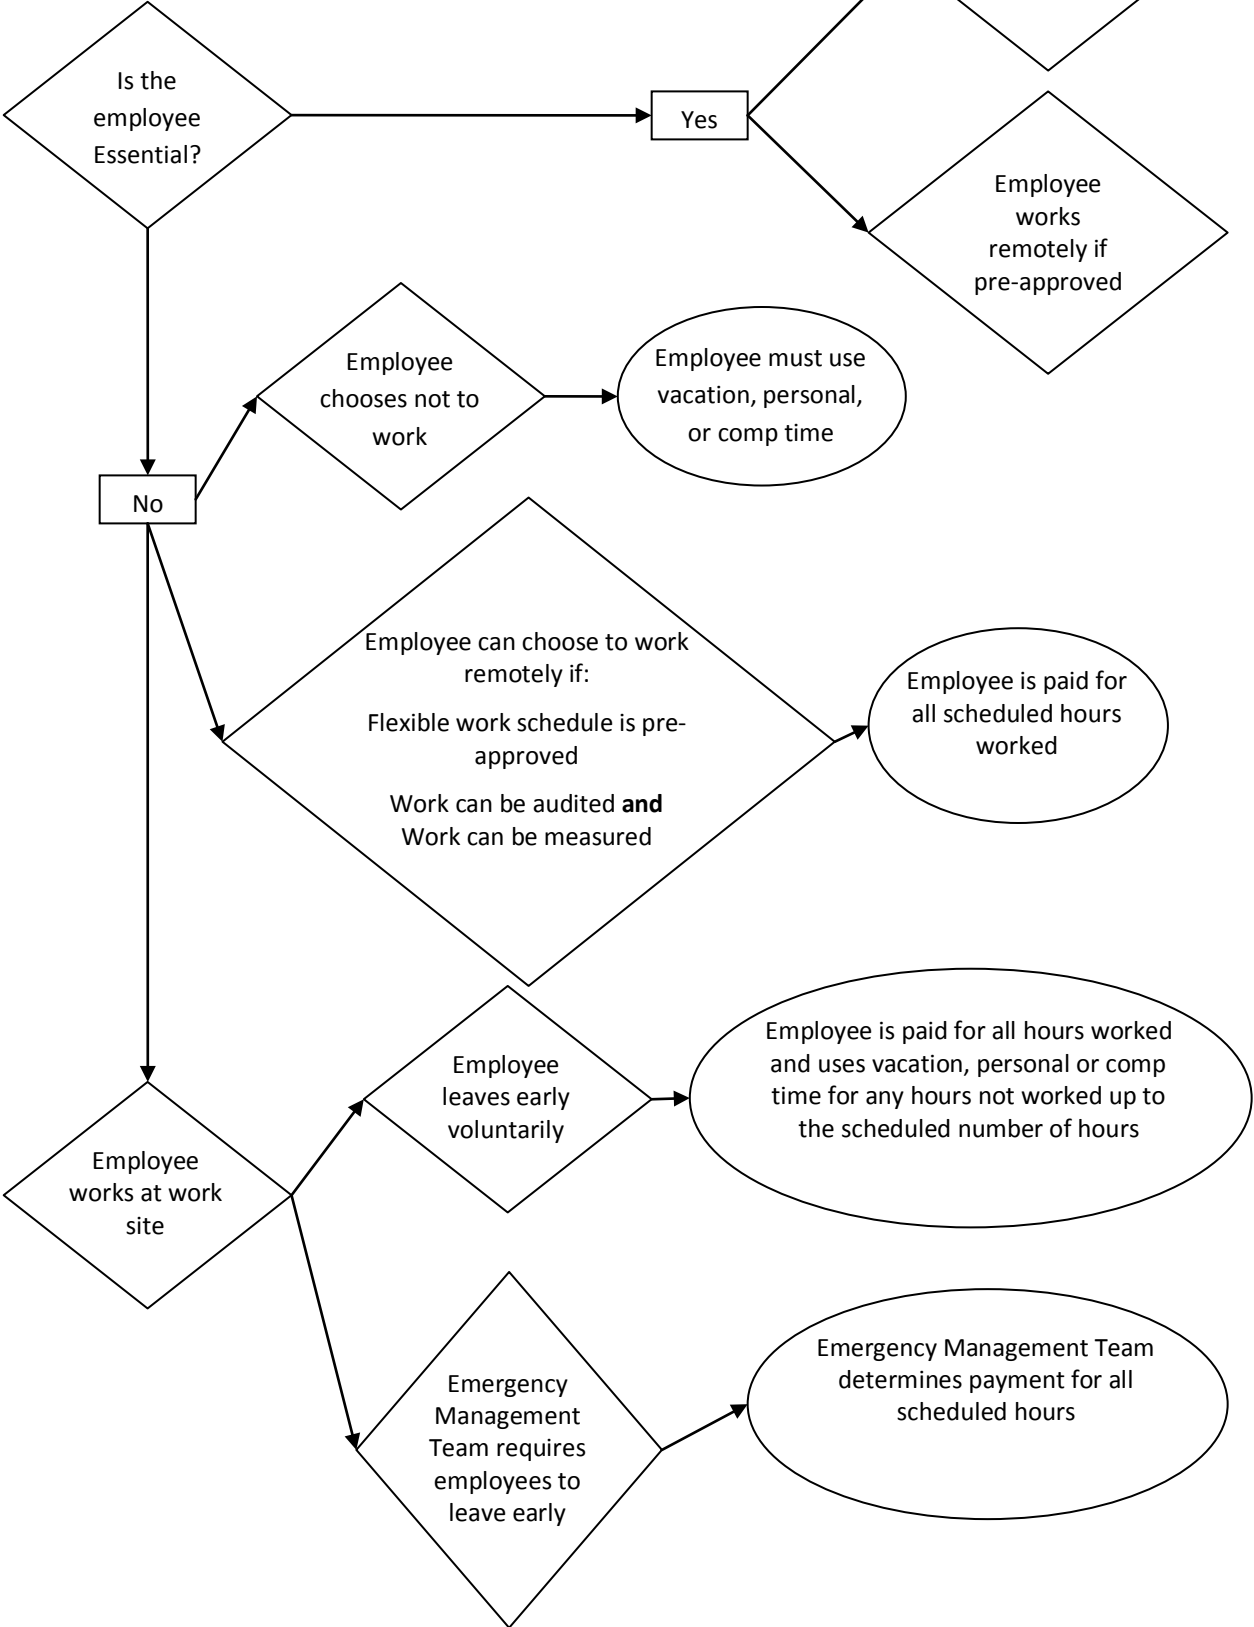 Is the
employee
Essential?
Yes
Employee
works
remotely if
pre-approved
Employee
chooses not to
work
Employee must use
vacation, personal,
or comp time
No
Employee can choose to work
remotely if:
Flexible work schedule is pre-
approved
Work can be audited and
Work can be measured
Employee is paid for
all scheduled hours
worked
Employee
leaves early
voluntarily
Employee is paid for all hours worked
and uses vacation, personal or comp
time for any hours not worked up to
the scheduled number of hours
Employee
works at work
site
Emergency
Management
Team requires
employees to
leave early
Emergency Management Team
determines payment for all
scheduled hours